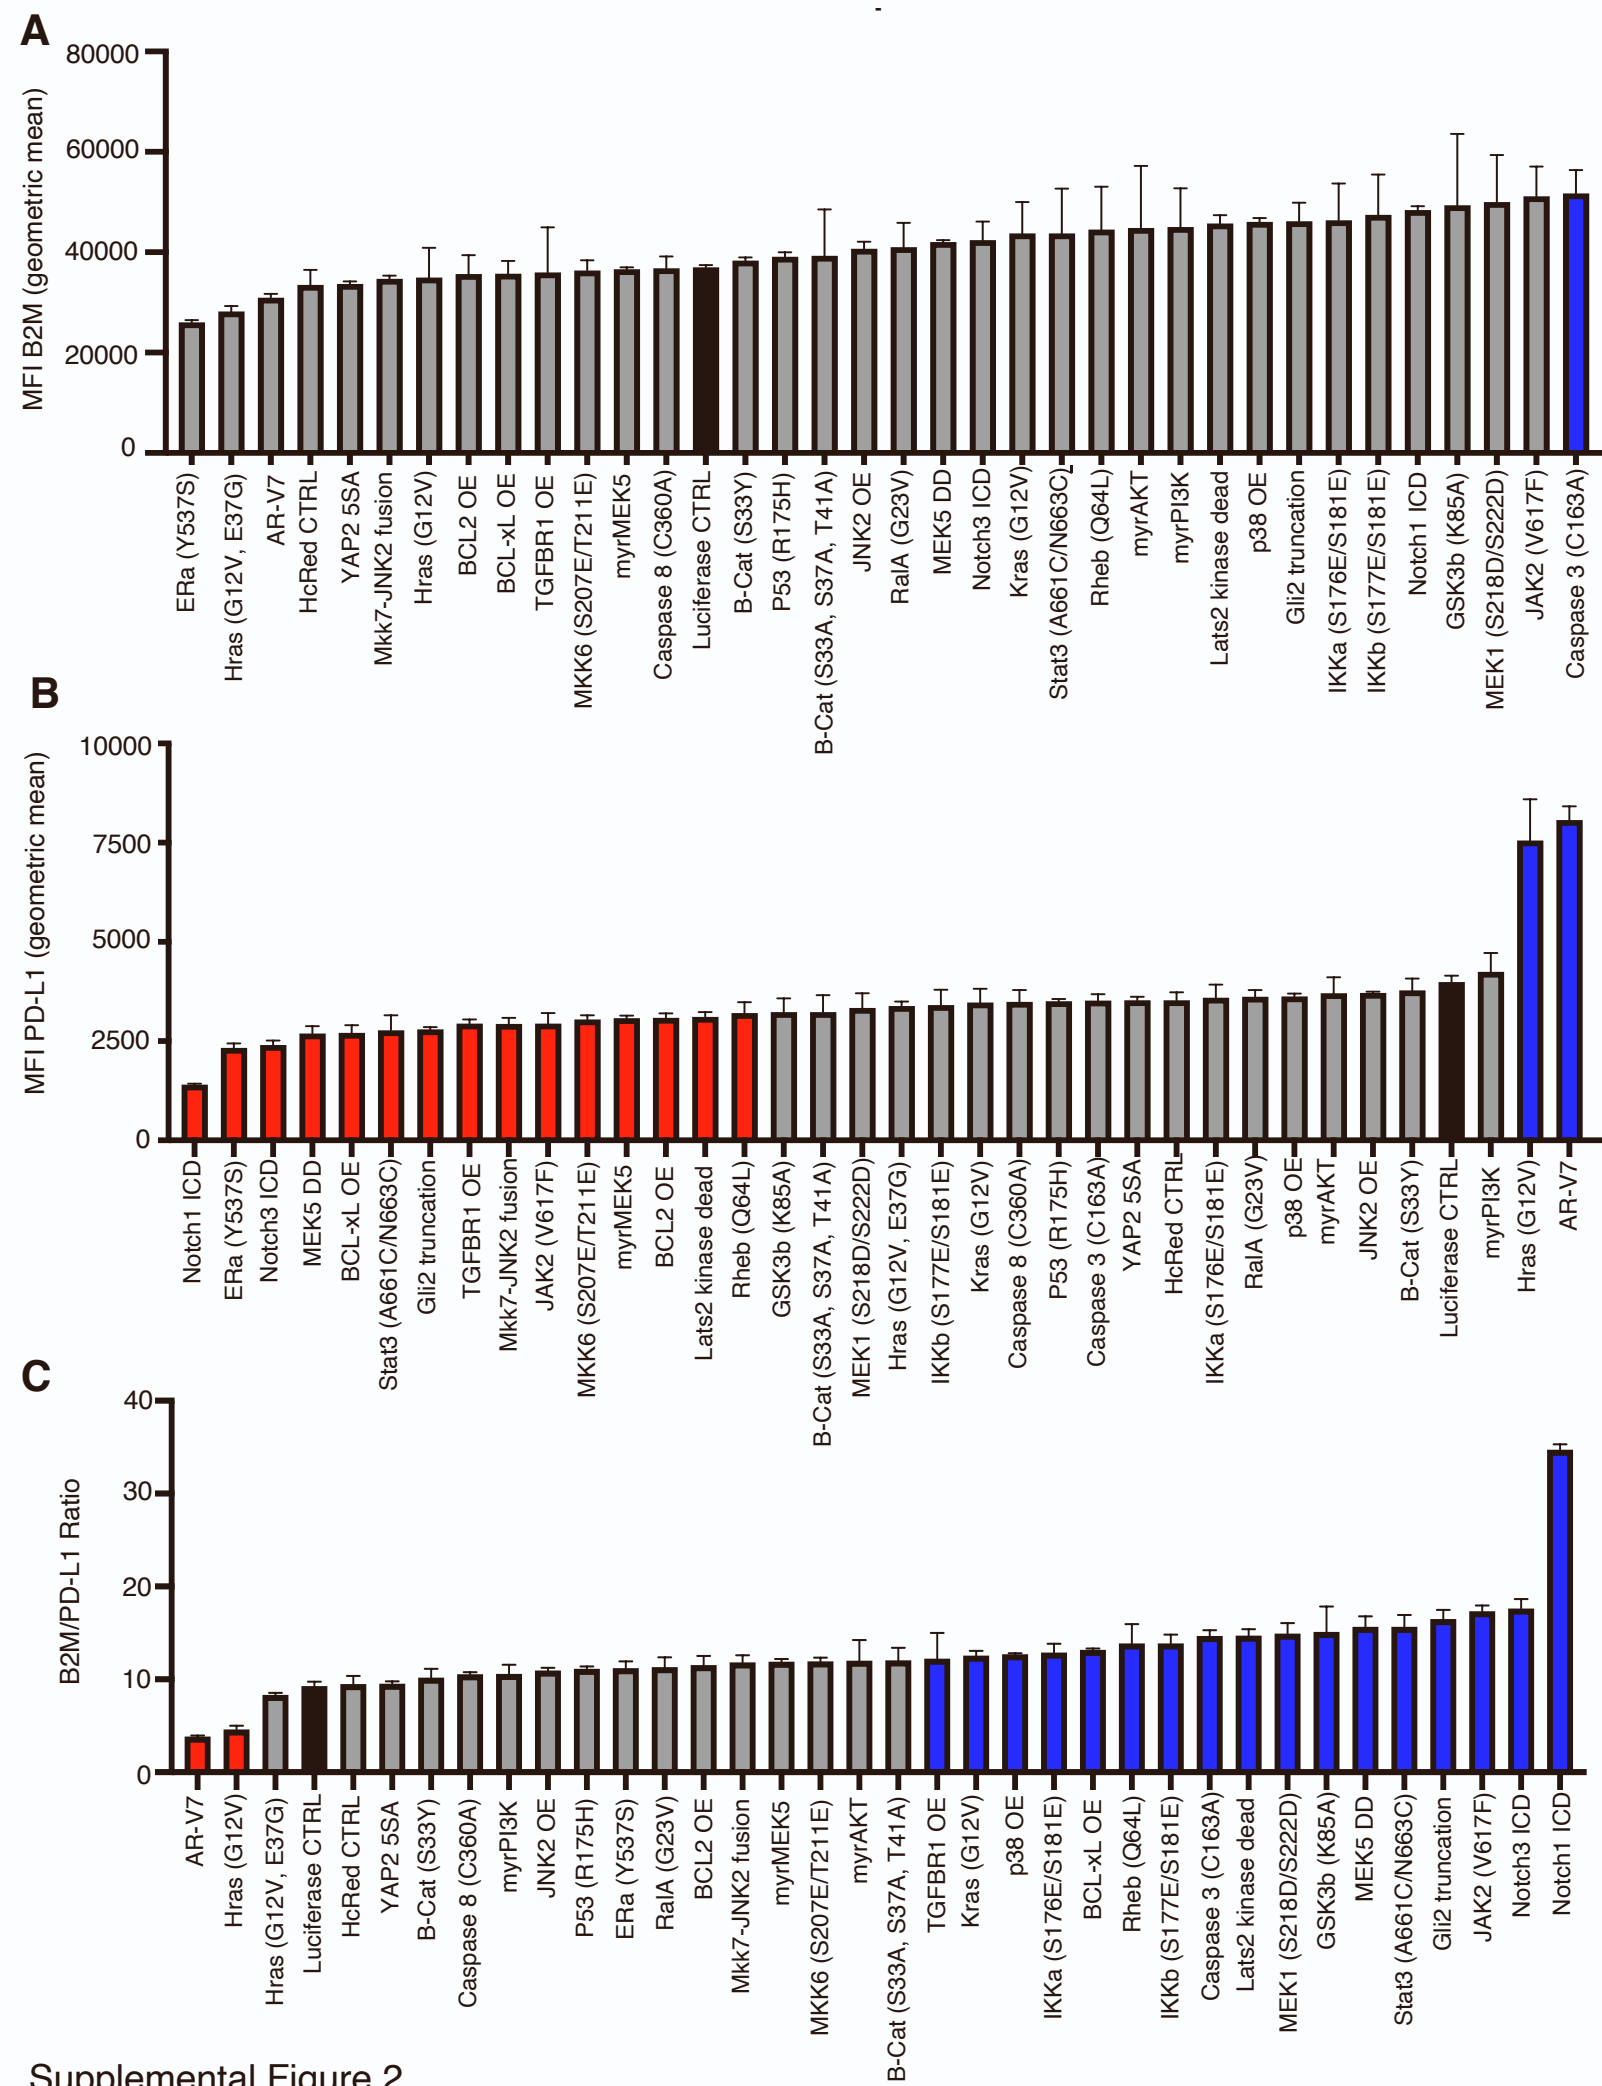 A
80000
60000
40000
20000
0
MFI B2M (geometric mean)
ERa (Y537S)
Hras (G12V, E37G)
AR-V7
HcRed CTRL
YAP2 5SA
Mkk7-JNK2 fusion
Hras (G12V)
BCL2 OE
BCL-xL OE
TGFBR1 OE
MKK6 (S207E/T211E)
myrMEK5
Caspase 8 (C360A)
Luciferase CTRL
B-Cat (S33Y)
P53 (R175H)
B-Cat (S33A, S37A, T41A)
JNK2 OE
RalA (G23V)
MEK5 DD
Notch3 ICD
Kras (G12V)
Stat3 (A661C/N663C)
Rheb (Q64L)
myrAKT
myrPI3K
Lats2 kinase dead
p38 OE
Gli2 truncation
IKKa (S176E/S181E)
IKKb (S177E/S181E)
Notch1 ICD
GSK3b (K85A)
MEK1 (S218D/S222D)
JAK2 (V617F)
Caspase 3 (C163A)
B
10000
7500
5000
2500
0
MFI PD-L1 (geometric mean)
Notch1 ICD
ERa (Y537S)
Notch3 ICD
MEK5 DD
BCL-xL OE
Stat3 (A661C/N663C)
Gli2 truncation
TGFBR1 OE
Mkk7-JNK2 fusion
JAK2 (V617F)
MKK6 (S207E/T211E)
myrMEK5
BCL2 OE
Lats2 kinase dead
Rheb (Q64L)
GSK3b (K85A)
B-Cat (S33A, S37A, T41A)
MEK1 (S218D/S222D)
Hras (G12V, E37G)
IKKb (S177E/S181E)
Kras (G12V)
Caspase 8 (C360A)
P53 (R175H)
Caspase 3 (C163A)
YAP2 5SA
HcRed CTRL
IKKa (S176E/S181E)
RalA (G23V)
p38 OE
myrAKT
JNK2 OE
B-Cat (S33Y)
Luciferase CTRL
myrPI3K
Hras (G12V)
AR-V7
C
40
30
20
10
0
B2M/PD-L1 Ratio
AR-V7
Hras (G12V)
Hras (G12V, E37G)
Luciferase CTRL
HcRed CTRL
YAP2 5SA
B-Cat (S33Y)
Caspase 8 (C360A)
myrPI3K
JNK2 OE
P53 (R175H)
ERa (Y537S)
RalA (G23V)
BCL2 OE
Mkk7-JNK2 fusion
myrMEK5
MKK6 (S207E/T211E)
myrAKT
B-Cat (S33A, S37A, T41A)
TGFBR1 OE
Kras (G12V)
p38 OE
IKKa (S176E/S181E)
BCL-xL OE
Rheb (Q64L)
IKKb (S177E/S181E)
Caspase 3 (C163A)
Lats2 kinase dead
MEK1 (S218D/S222D)
GSK3b (K85A)
MEK5 DD
Stat3 (A661C/N663C)
Gli2 truncation
JAK2 (V617F)
Notch3 ICD
Notch1 ICD
Supplemental Figure 2